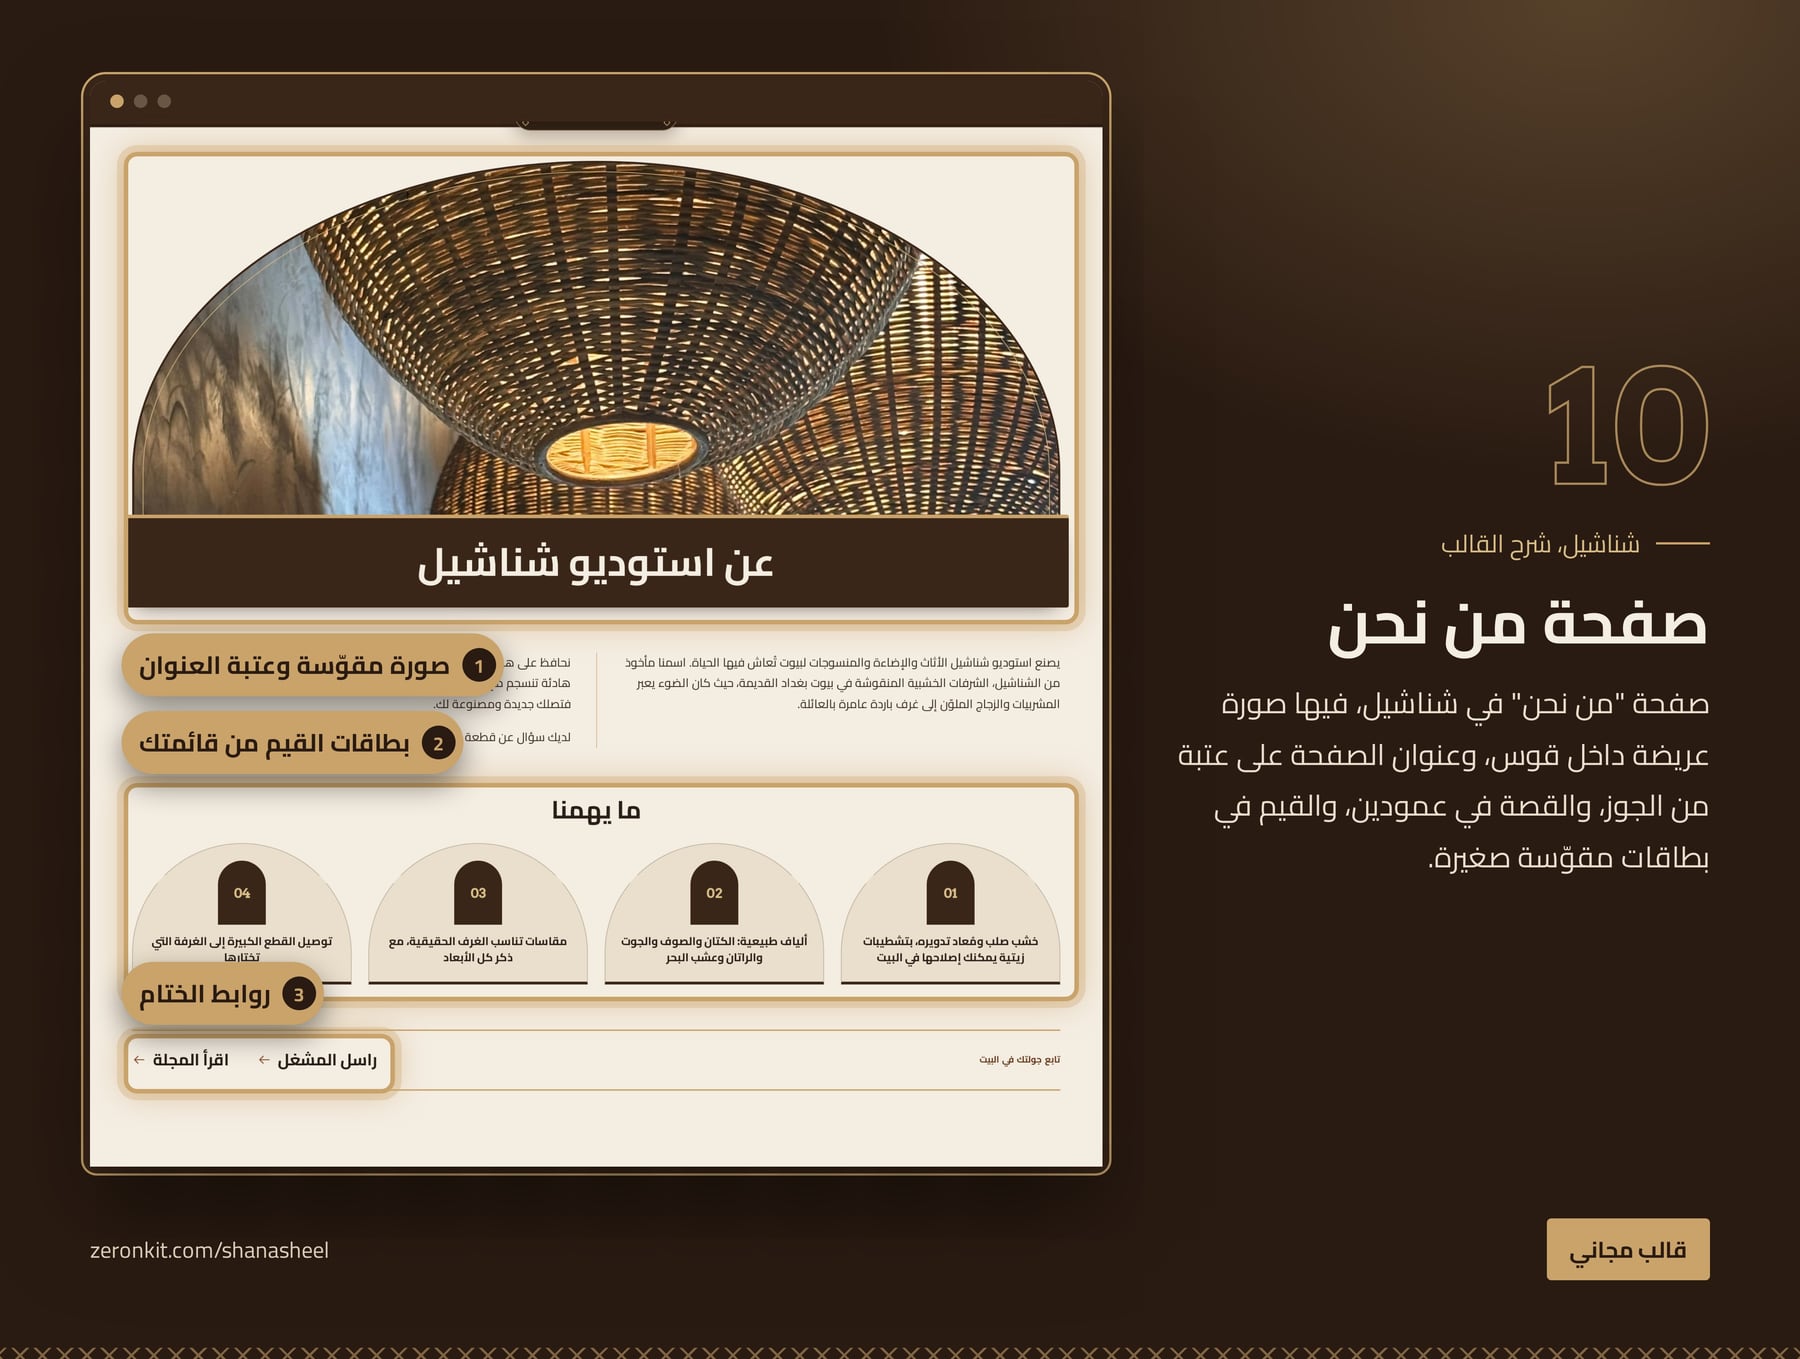 10
شناشيل، شرح القالب
صفحة من نحن
صفحة "من نحن" في شناشيل، فيها صورة
عريضة داخل قوس، وعنوان الصفحة على عتبة
من الجوز، والقصة في عمودين، والقيم في
بطاقات مقوّسة صغيرة.
عن استوديو شناشيل
يصنع استوديو شناشيل الأثاث والإضاءة والمنسوجات لبيوت تُعاش فيها الحياة. اسمنا مأخوذ
من الشناشيل، الشرفات الخشبية المنقوشة في بيوت بغداد القديمة، حيث كان الضوء يعبر
المشربيات والزجاج الملوّن إلى غرف باردة عامرة بالعائلة.
نحافظ على
هادئة تنسجم
فتصلك جديدة ومصنوعة لك.
لديك سؤال عن قطعة
1 صورة مقوّسة وعتبة العنوان
2 بطاقات القيم من قائمتك
ما يهمنا
01
خشب صلب ومُعاد تدويره، بتشطيبات
زيتية يمكنك إصلاحها في البيت
02
ألياف طبيعية: الكتان والصوف والجوت
والراتان وعشب البحر
03
مقاسات تناسب الغرف الحقيقية، مع
ذكر كل الأبعاد
04
توصيل القطع الكبيرة إلى الغرفة التي
تختارها
3 روابط الختام
تابع جولتك في البيت
راسل المشغل ←
اقرأ المجلة ←
قالب مجاني
zeronkit.com/shanasheel